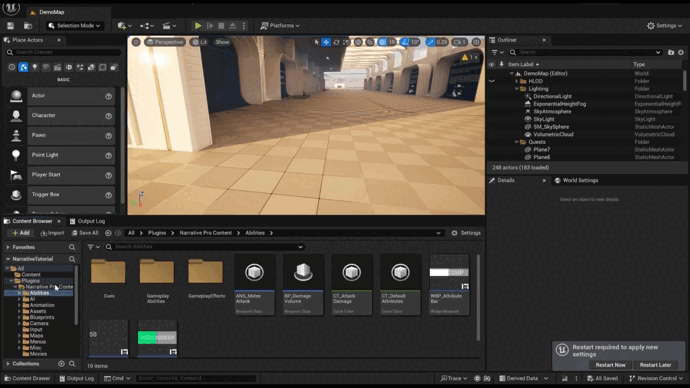 DemoMap
Selection Mode
Platforms
Settings
Place Actors
Search Classes
BASIC
Actor
Character
Pawn
Point Light
Player Start
Trigger Box
Perspective
Lit
Show
10
10°
0.25
Outliner
Search...
Item Label
Type
DemoMap (Editor)
World
HLOD
Folder
Lighting
Folder
DirectionalLight
DirectionalLight
ExponentialHeightFog
SkyAtmosphere
SkyAtmosphere
SkyLight
SkyLight
SM_SkySphere
StaticMeshActor
VolumetricCloud
VolumetricCloud
Quests
Folder
Plane7
StaticMeshActor
Plane8
StaticMeshActor
248 actors (183 loaded)
Details
World Settings
Select an object to view details.
Content Browser
Output Log
Add
Import
Save All
All
Plugins
Narrative Pro Content
Abilities
Settings
Favorites
NarrativeTutorial
All
Content
Plugins
Narrative Pro Conte
Abilities
AI
Animation
Assets
Blueprints
Camera
Input
Maps
Menus
Misc
Movies
Collections
Search Abilities
Cues
Gameplay Abilities
GameplayEffects
ANS_Melee Attack
Blueprint Class
BP_Damage Volume
Blueprint Class
CT_Attack Damage
Curve Table
CT_Default Attributes
Curve Table
WBP_Attribute Bar
Widget Blueprint
10 items
Restart required to apply new settings
Restart Now
Restart Later
Content Drawer
Output Log
Cmd
Enter Console Command
Trace
Derived Data
All Saved
Revision Control